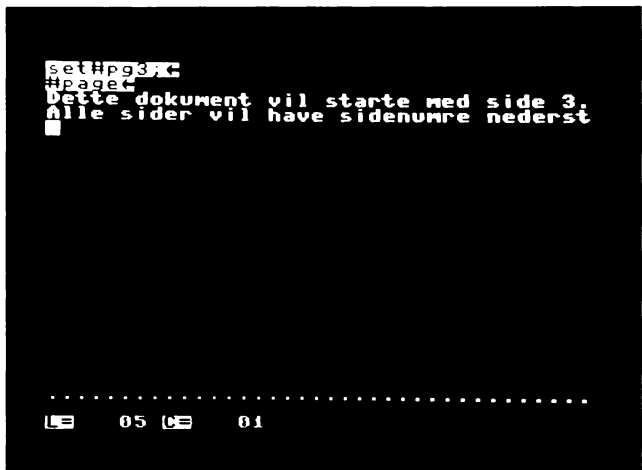 set#pg3;←
#page←
Dette dokument vil starte med side 3.
Alle sider vil have sidenumre nederst
L= 05 C= 01